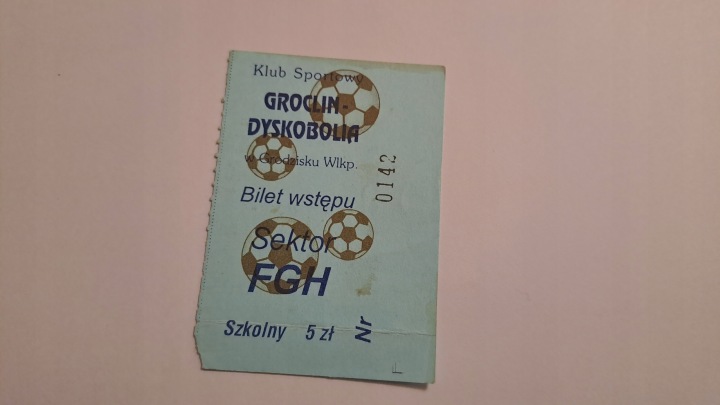 Klub Sportowy
GROCLIN-
DYSKOBOLIA
w Grodzisku Wlkp.
Bilet wstępu
Sektor
FGH
Szkolny 5 zł
Nr
0142